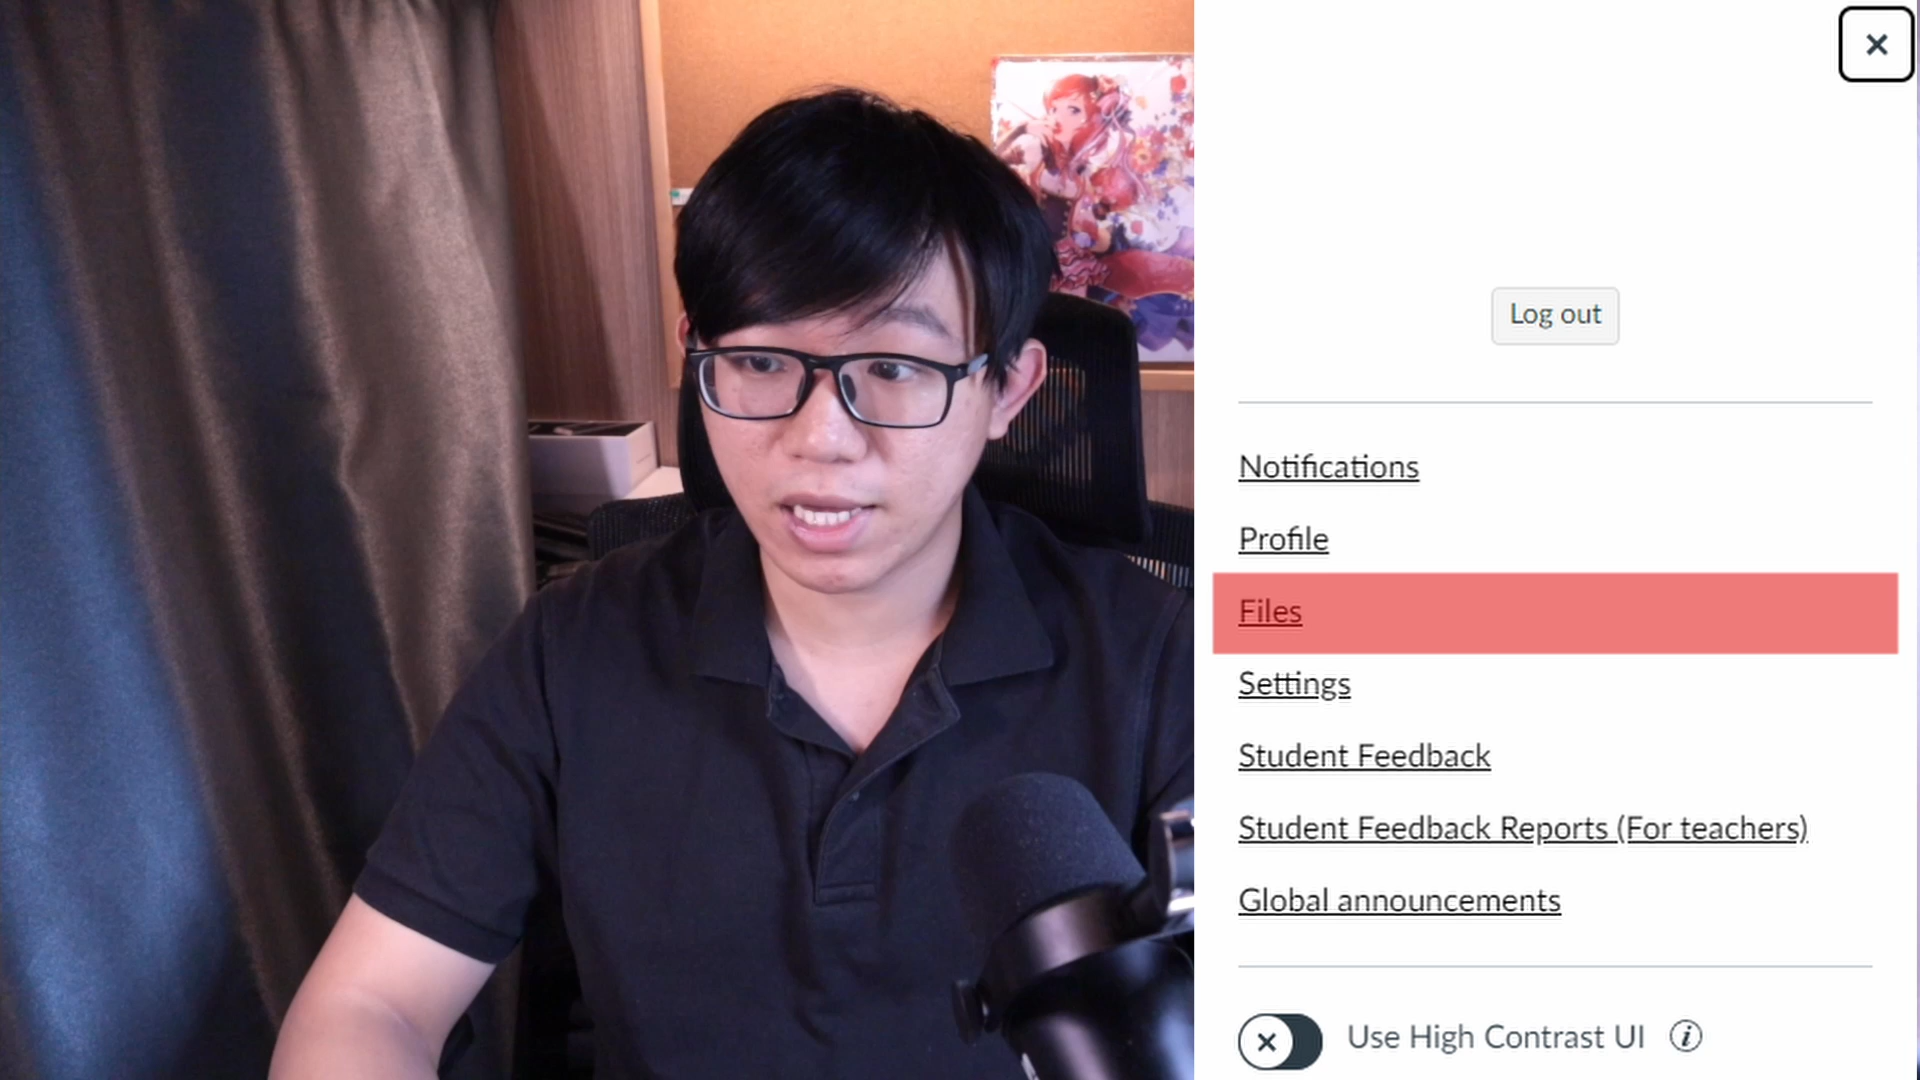 Log out
Notifications
Profile
Files
Settings
Student Feedback
Student Feedback Reports (For teachers)
Global announcements
Use High Contrast UI